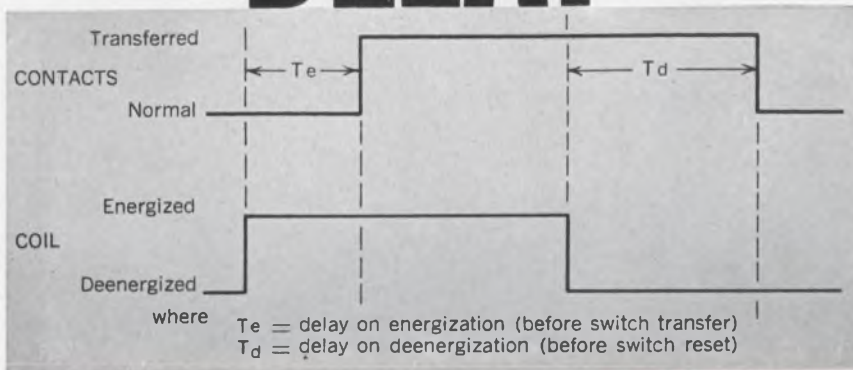 DELAY
Transferred
Te
Td
CONTACTS
Normal
Energized
COIL
Deenergized
where
Te = delay on energization (before switch transfer)
Td = delay on deenergization (before switch reset)